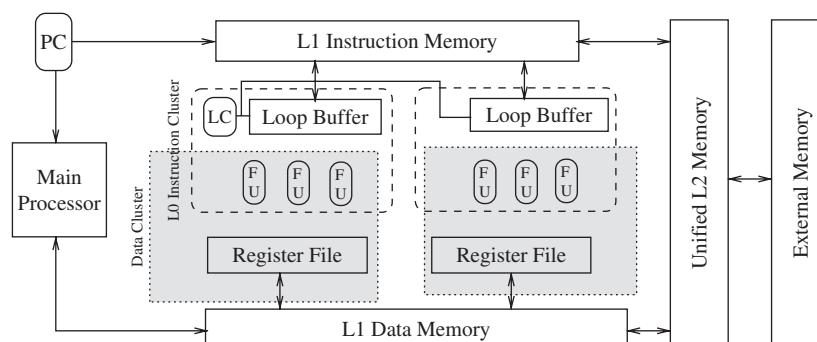 PC
L1 Instruction Memory
LC
Loop Buffer
Loop Buffer
L0 Instruction Cluster
F
U
F
U
F
U
F
U
F
U
F
U
Main
Processor
Data Cluster
Register File
Register File
L1 Data Memory
Unified L2 Memory
External Memory